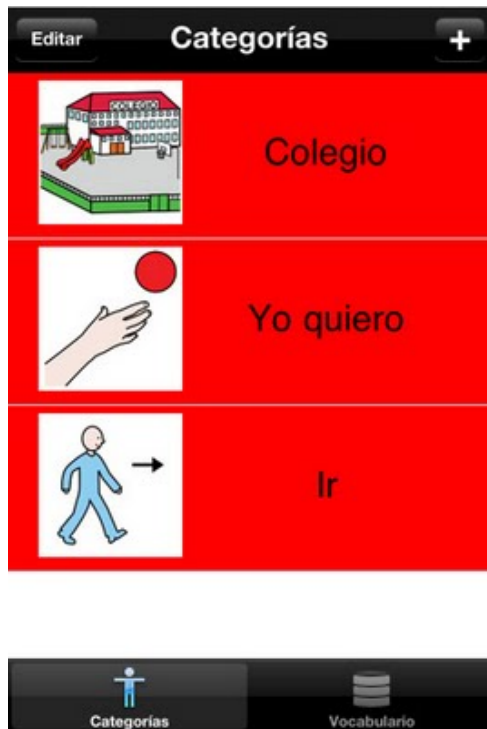 Editar
Categorías
+
COLEGIO
Colegio
Yo quiero
Ir
Categorías
Vocabulario